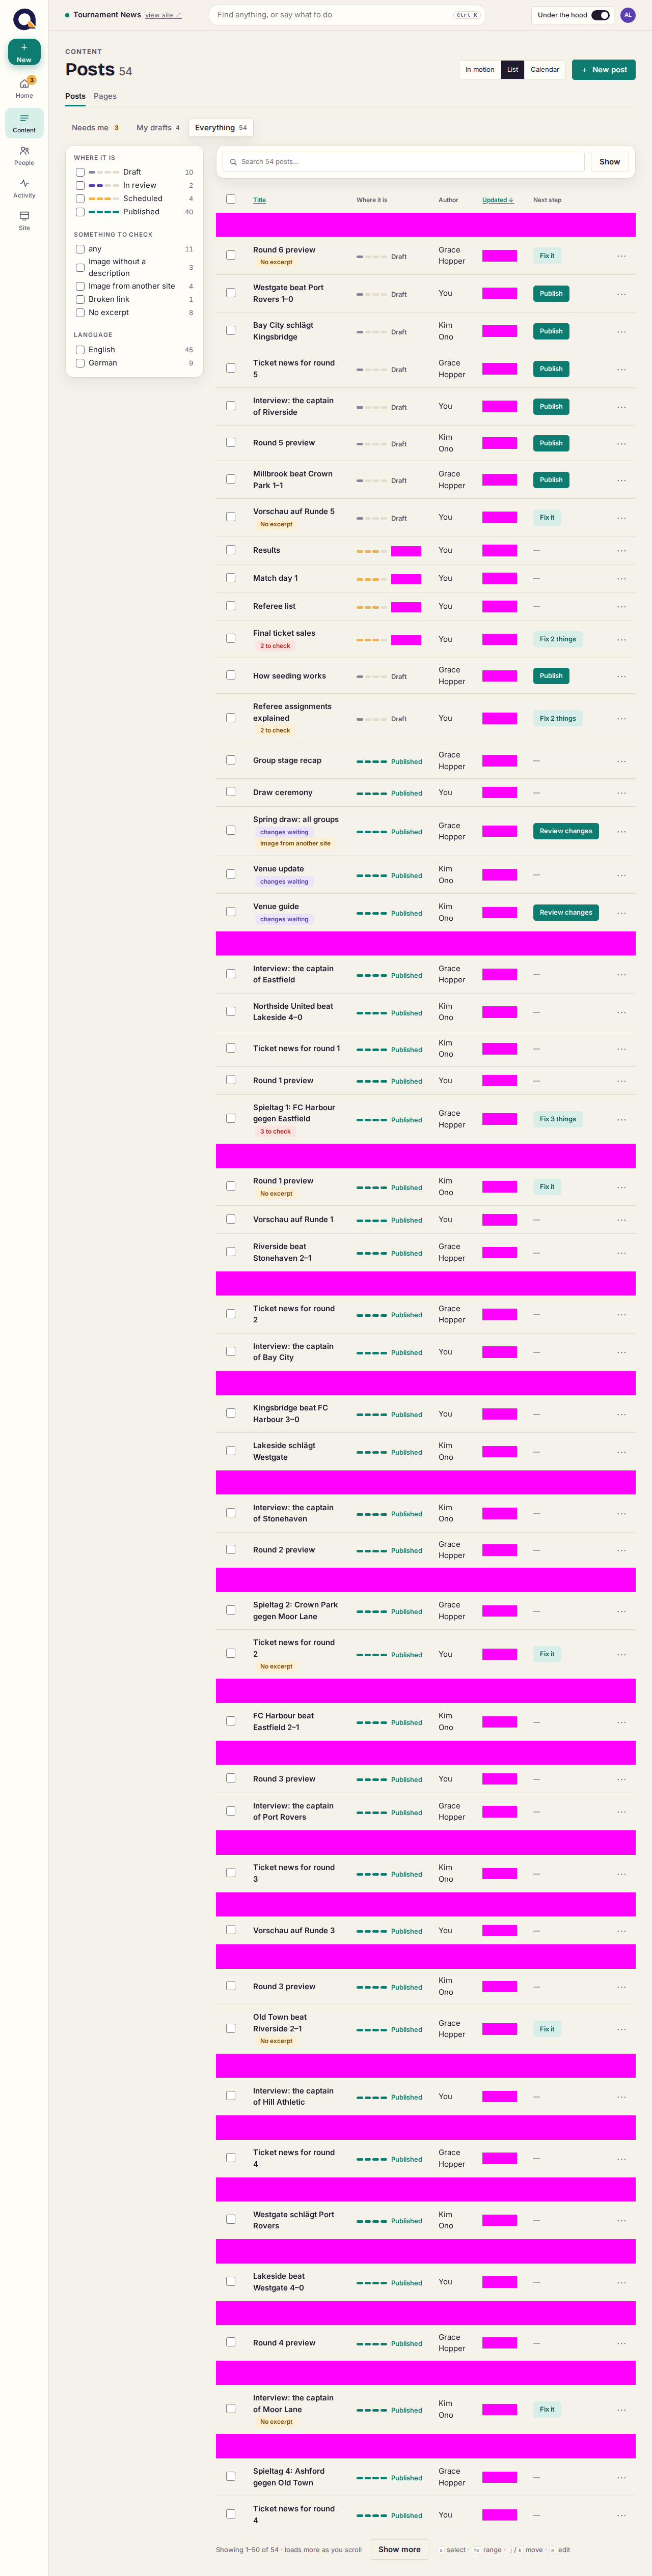 Tournament News view site ↗
Find anything, or say what to do
Ctrl K
Under the hood
AL
+
New
3
Home
Content
People
Activity
Site
CONTENT
Posts 54
In motion
List
Calendar
+ New post
Posts
Pages
Needs me 3
My drafts 4
Everything 54
WHERE IT IS
Draft 10
In review 2
Scheduled 4
Published 40
SOMETHING TO CHECK
any 11
Image without a
description 3
Image from another site 4
Broken link 1
No excerpt 8
LANGUAGE
English 45
German 9
Search 54 posts…
Show
Title Where it is Author Updated ↓ Next step
Round 6 preview
No excerpt
Draft
Grace
Hopper
Fix it
Westgate beat Port
Rovers 1–0
Draft
You
Publish
Bay City schlägt
Kingsbridge
Draft
Kim
Ono
Publish
Ticket news for round
5
Draft
Grace
Hopper
Publish
Interview: the captain
of Riverside
Draft
You
Publish
Round 5 preview
Draft
Kim
Ono
Publish
Millbrook beat Crown
Park 1–1
Draft
Grace
Hopper
Publish
Vorschau auf Runde 5
No excerpt
Draft
You
Fix it
Results
You
—
Match day 1
You
—
Referee list
You
—
Final ticket sales
2 to check
You
Fix 2 things
How seeding works
Draft
Grace
Hopper
Publish
Referee assignments
explained
2 to check
Draft
You
Fix 2 things
Group stage recap
Published
Grace
Hopper
—
Draw ceremony
Published
You
—
Spring draw: all groups
changes waiting
Image from another site
Published
Grace
Hopper
Review changes
Venue update
changes waiting
Published
Kim
Ono
—
Venue guide
changes waiting
Published
Kim
Ono
Review changes
Interview: the captain
of Eastfield
Published
Grace
Hopper
—
Northside United beat
Lakeside 4–0
Published
Kim
Ono
—
Ticket news for round 1
Published
Kim
Ono
—
Round 1 preview
Published
You
—
Spieltag 1: FC Harbour
gegen Eastfield
3 to check
Published
Grace
Hopper
Fix 3 things
Round 1 preview
No excerpt
Published
Kim
Ono
Fix it
Vorschau auf Runde 1
Published
You
—
Riverside beat
Stonehaven 2–1
Published
Grace
Hopper
—
Ticket news for round
2
Published
Grace
Hopper
—
Interview: the captain
of Bay City
Published
You
—
Kingsbridge beat FC
Harbour 3–0
Published
You
—
Lakeside schlägt
Westgate
Published
Kim
Ono
—
Interview: the captain
of Stonehaven
Published
Kim
Ono
—
Round 2 preview
Published
Grace
Hopper
—
Spieltag 2: Crown Park
gegen Moor Lane
Published
Grace
Hopper
—
Ticket news for round
2
No excerpt
Published
You
Fix it
FC Harbour beat
Eastfield 2–1
Published
Kim
Ono
—
Round 3 preview
Published
You
—
Interview: the captain
of Port Rovers
Published
Grace
Hopper
—
Ticket news for round
3
Published
Kim
Ono
—
Vorschau auf Runde 3
Published
You
—
Round 3 preview
Published
Kim
Ono
—
Old Town beat
Riverside 2–1
No excerpt
Published
Grace
Hopper
Fix it
Interview: the captain
of Hill Athletic
Published
You
—
Ticket news for round
4
Published
Grace
Hopper
—
Westgate schlägt Port
Rovers
Published
Kim
Ono
—
Lakeside beat
Westgate 4–0
Published
You
—
Round 4 preview
Published
Grace
Hopper
—
Interview: the captain
of Moor Lane
No excerpt
Published
Kim
Ono
Fix it
Spieltag 4: Ashford
gegen Old Town
Published
Grace
Hopper
—
Ticket news for round
4
Published
You
—
Showing 1–50 of 54 · loads more as you scroll
Show more
x select · ⇧x range · j / k move · e edit